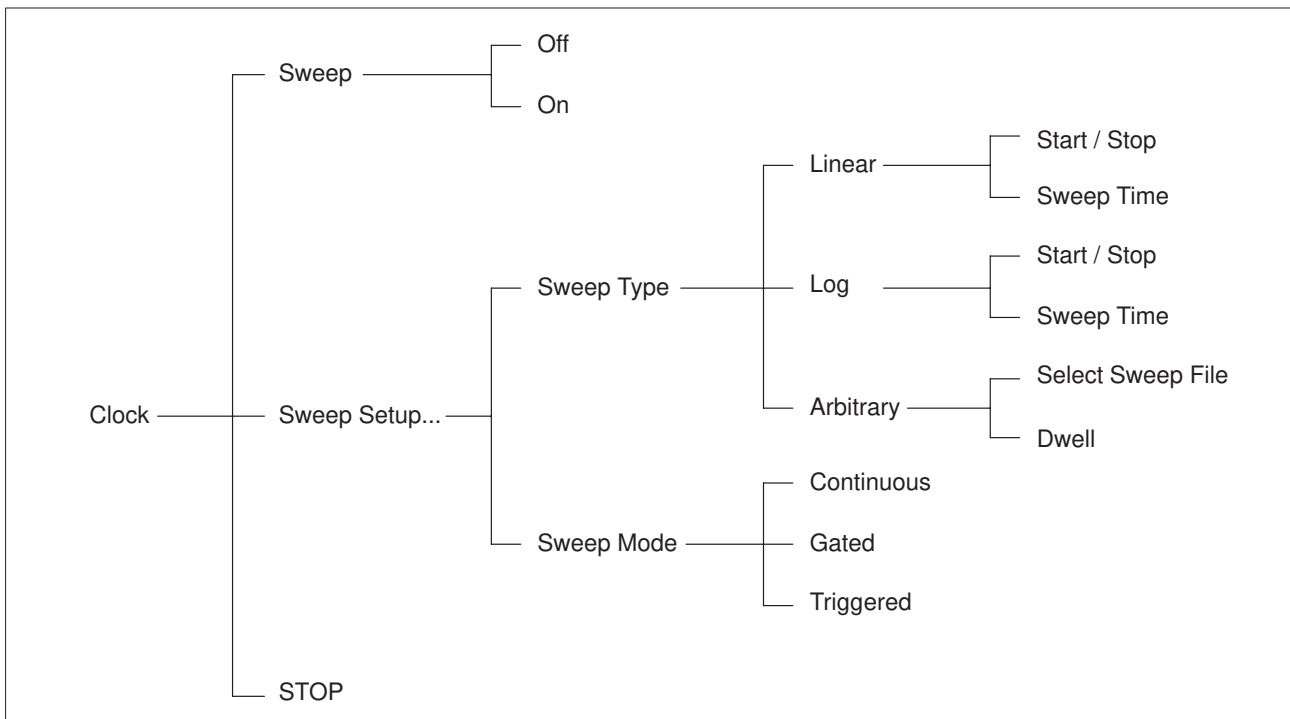 Clock
Sweep
Off
On
Sweep Setup...
Sweep Type
Linear
Start / Stop
Sweep Time
Log
Start / Stop
Sweep Time
Arbitrary
Select Sweep File
Dwell
Sweep Mode
Continuous
Gated
Triggered
STOP